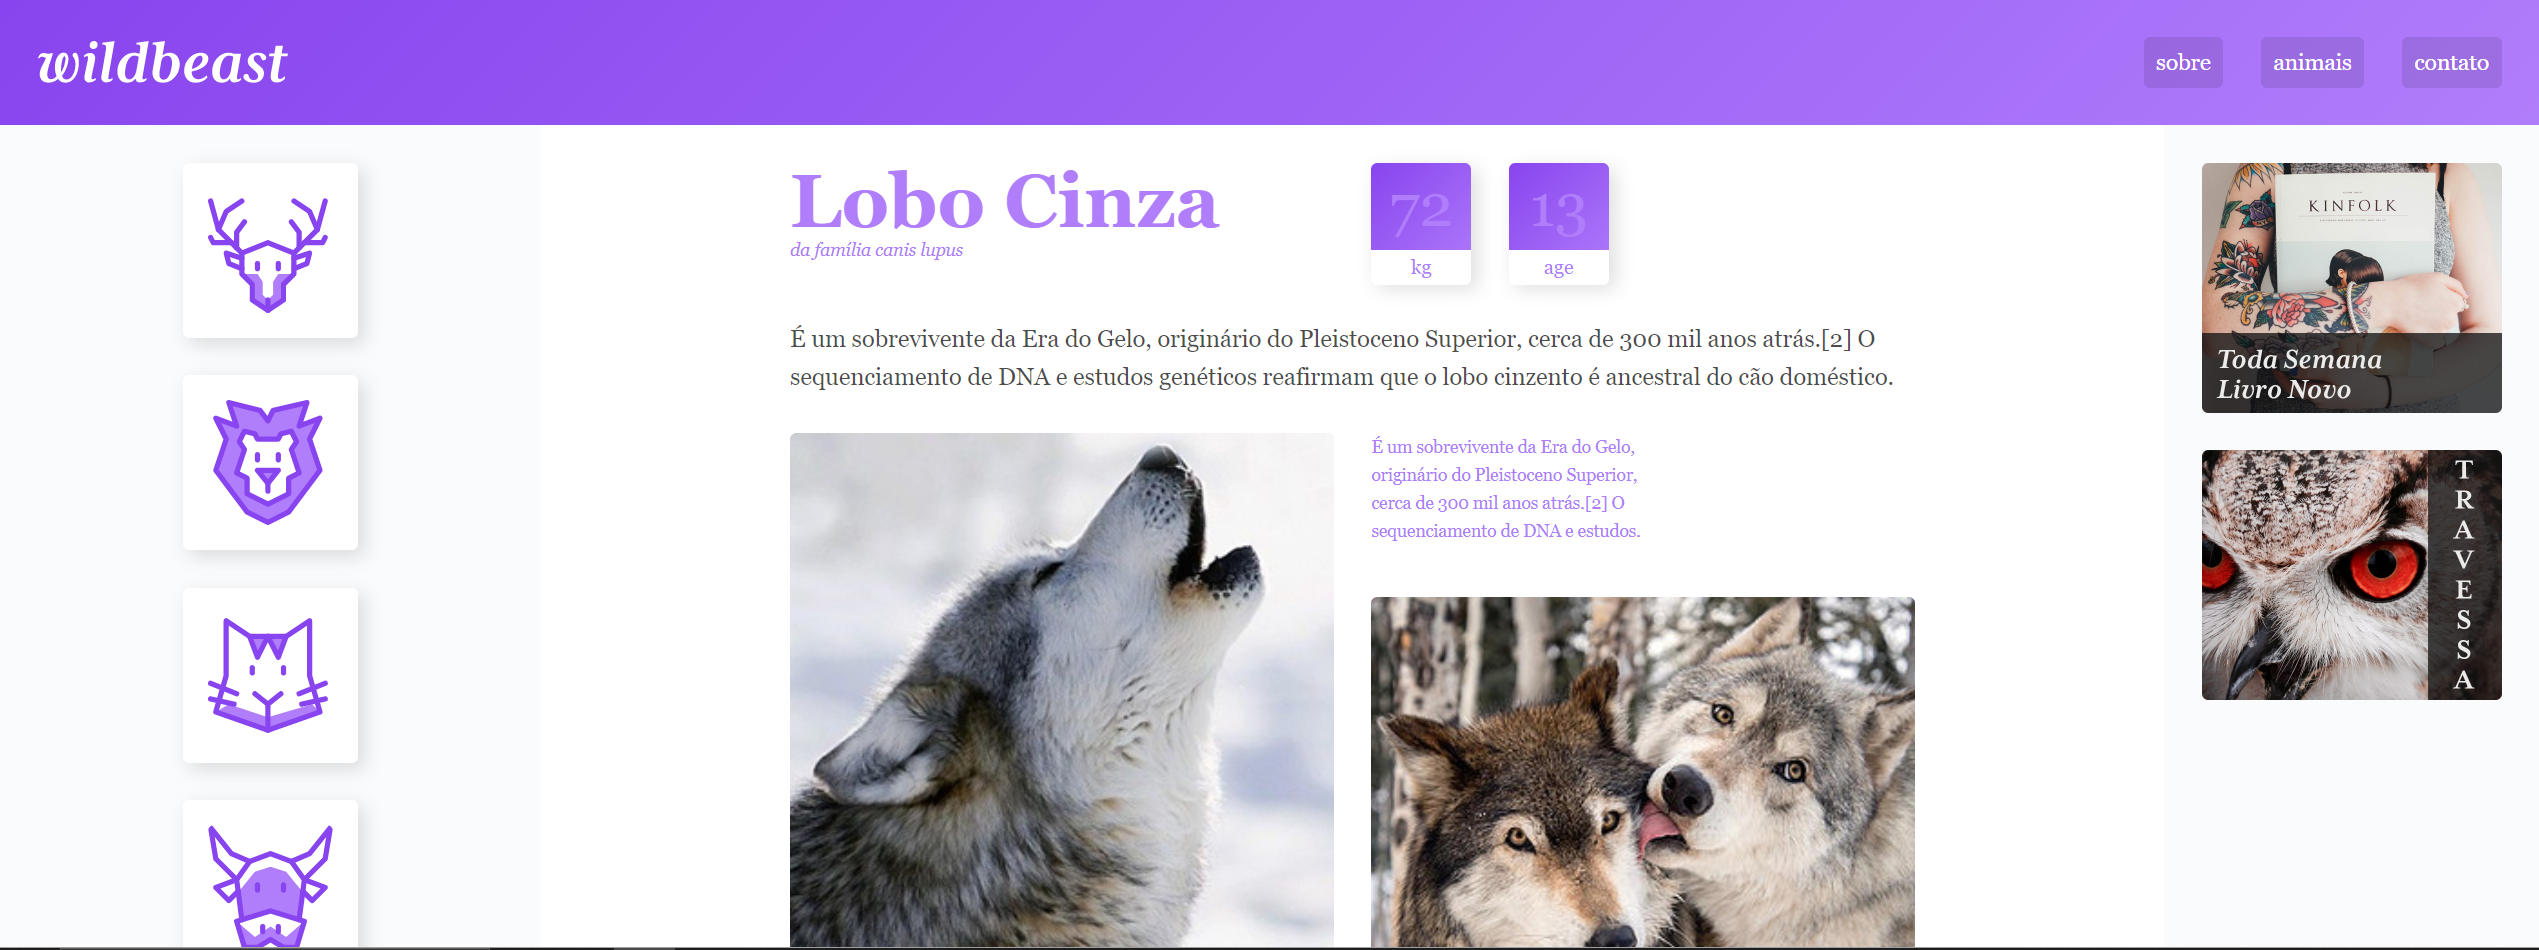 wildbeast
sobre
animais
contato
Lobo Cinza
da família canis lupus
72
kg
13
age
É um sobrevivente da Era do Gelo, originário do Pleistoceno Superior, cerca de 300 mil anos atrás.[2] O
sequenciamento de DNA e estudos genéticos reafirmam que o lobo cinzento é ancestral do cão doméstico.
É um sobrevivente da Era do Gelo,
originário do Pleistoceno Superior,
cerca de 300 mil anos atrás.[2] O
sequenciamento de DNA e estudos.
KINFOLK
Toda Semana
Livro Novo
TRAVESSA